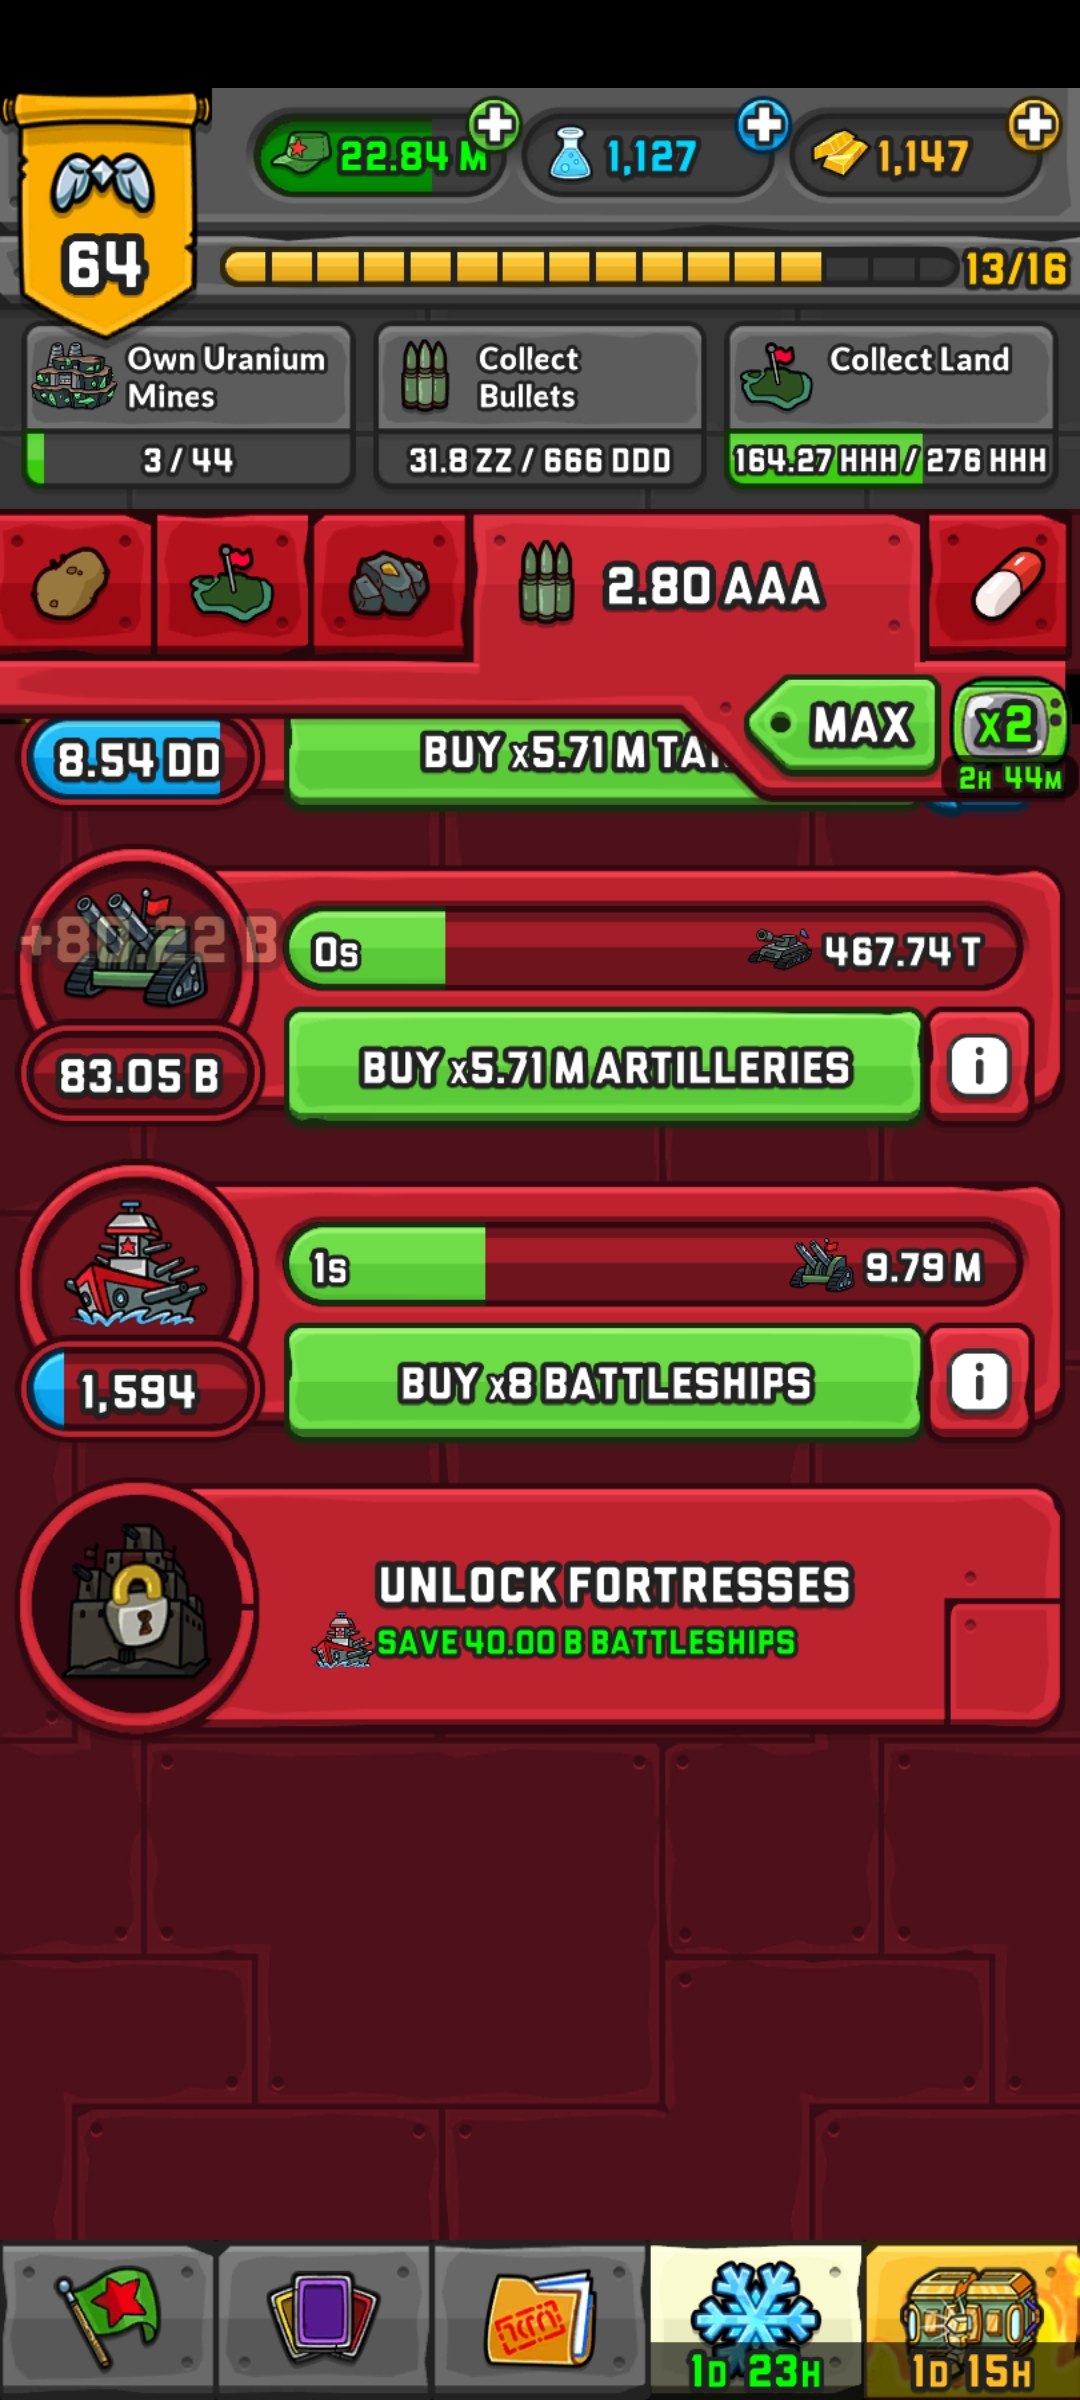 22.84 M
1,127
1,147
64
13/16
Own Uranium
Mines
Collect
Bullets
Collect Land
3 / 44
31.8 ZZ / 666 DDD
164.27 HHH / 276 HHH
2.80 AAA
MAX
x2
2H 44M
8.54 DD
BUY x5.71 M TA
+80.22 B
0s
467.74 T
83.05 B
BUY x5.71 M ARTILLERIES
i
1s
9.79 M
1,594
BUY x8 BATTLESHIPS
i
UNLOCK FORTRESSES
SAVE 40.00 B BATTLESHIPS
1D 23H
1D 15H